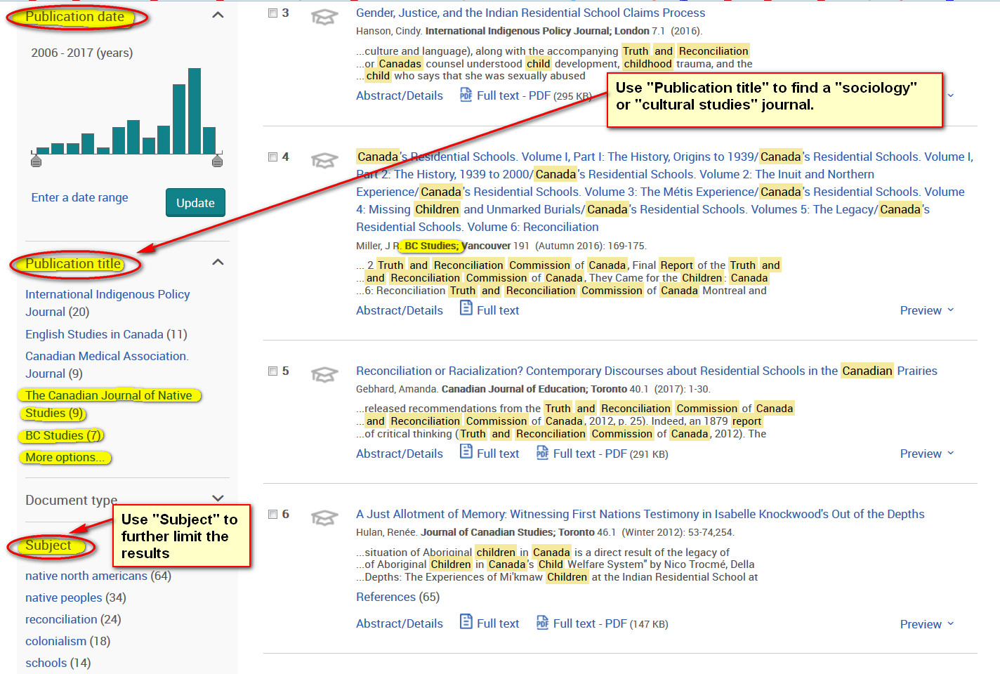 Publication date
2006 - 2017 (years)
Enter a date range
Update
Publication title
International Indigenous Policy
Journal (20)
English Studies in Canada (11)
Canadian Medical Association.
Journal (9)
The Canadian Journal of Native
Studies (9)
BC Studies (7)
More options...
Document type
Use "Subject" to
further limit the
results
Subject
native north americans (64)
native peoples (34)
reconciliation (24)
colonialism (18)
schools (14)
3
Gender, Justice, and the Indian Residential School Claims Process
Hanson, Cindy. International Indigenous Policy Journal; London 7.1 (2016).
...culture and language), along with the accompanying Truth and Reconciliation
...or Canadas counsel understood child development, childhood trauma, and the
...child who says that she was sexually abused
Abstract/Details PDF Full text - PDF (295 KB)
Use "Publication title" to find a "sociology"
or "cultural studies" journal.
4
Canada's Residential Schools. Volume I, Part I: The History, Origins to 1939/Canada's Residential Schools. Volume I,
Part 2: The History, 1939 to 2000/Canada's Residential Schools. Volume 2: The Inuit and Northern
Experience/Canada's Residential Schools. Volume 3: The Métis Experience/Canada's Residential Schools. Volume
4: Missing Children and Unmarked Burials/Canada's Residential Schools. Volumes 5: The Legacy/Canada's
Residential Schools. Volume 6: Reconciliation
Miller, J R. BC Studies; Vancouver 191 (Autumn 2016): 169-175.
... 2 Truth and Reconciliation Commission of Canada, Final Report of the Truth and
...and Reconciliation Commission of Canada, They Came for the Children: Canada
...6: Reconciliation Truth and Reconciliation Commission of Canada Montreal and
Abstract/Details Full text Preview
5
Reconciliation or Racialization? Contemporary Discourses about Residential Schools in the Canadian Prairies
Gebhard, Amanda. Canadian Journal of Education; Toronto 40.1 (2017): 1-30.
...released recommendations from the Truth and Reconciliation Commission of Canada
...and Reconciliation Commission of Canada, 2012, p. 25). Indeed, an 1879 report
...of critical thinking (Truth and Reconciliation Commission of Canada, 2012). The
Abstract/Details Full text PDF Full text - PDF (291 KB) Preview
6
A Just Allotment of Memory: Witnessing First Nations Testimony in Isabelle Knockwood's Out of the Depths
Hulan, Renée. Journal of Canadian Studies; Toronto 46.1 (Winter 2012): 53-74,254.
...situation of Aboriginal children in Canada is a direct result of the legacy of
...of Aboriginal Children in Canada's Child Welfare System" by Nico Trocmé, Della
...Depths: The Experiences of Mi'kmaw Children at the Indian Residential School at
References (65)
Abstract/Details Full text PDF Full text - PDF (147 KB) Preview